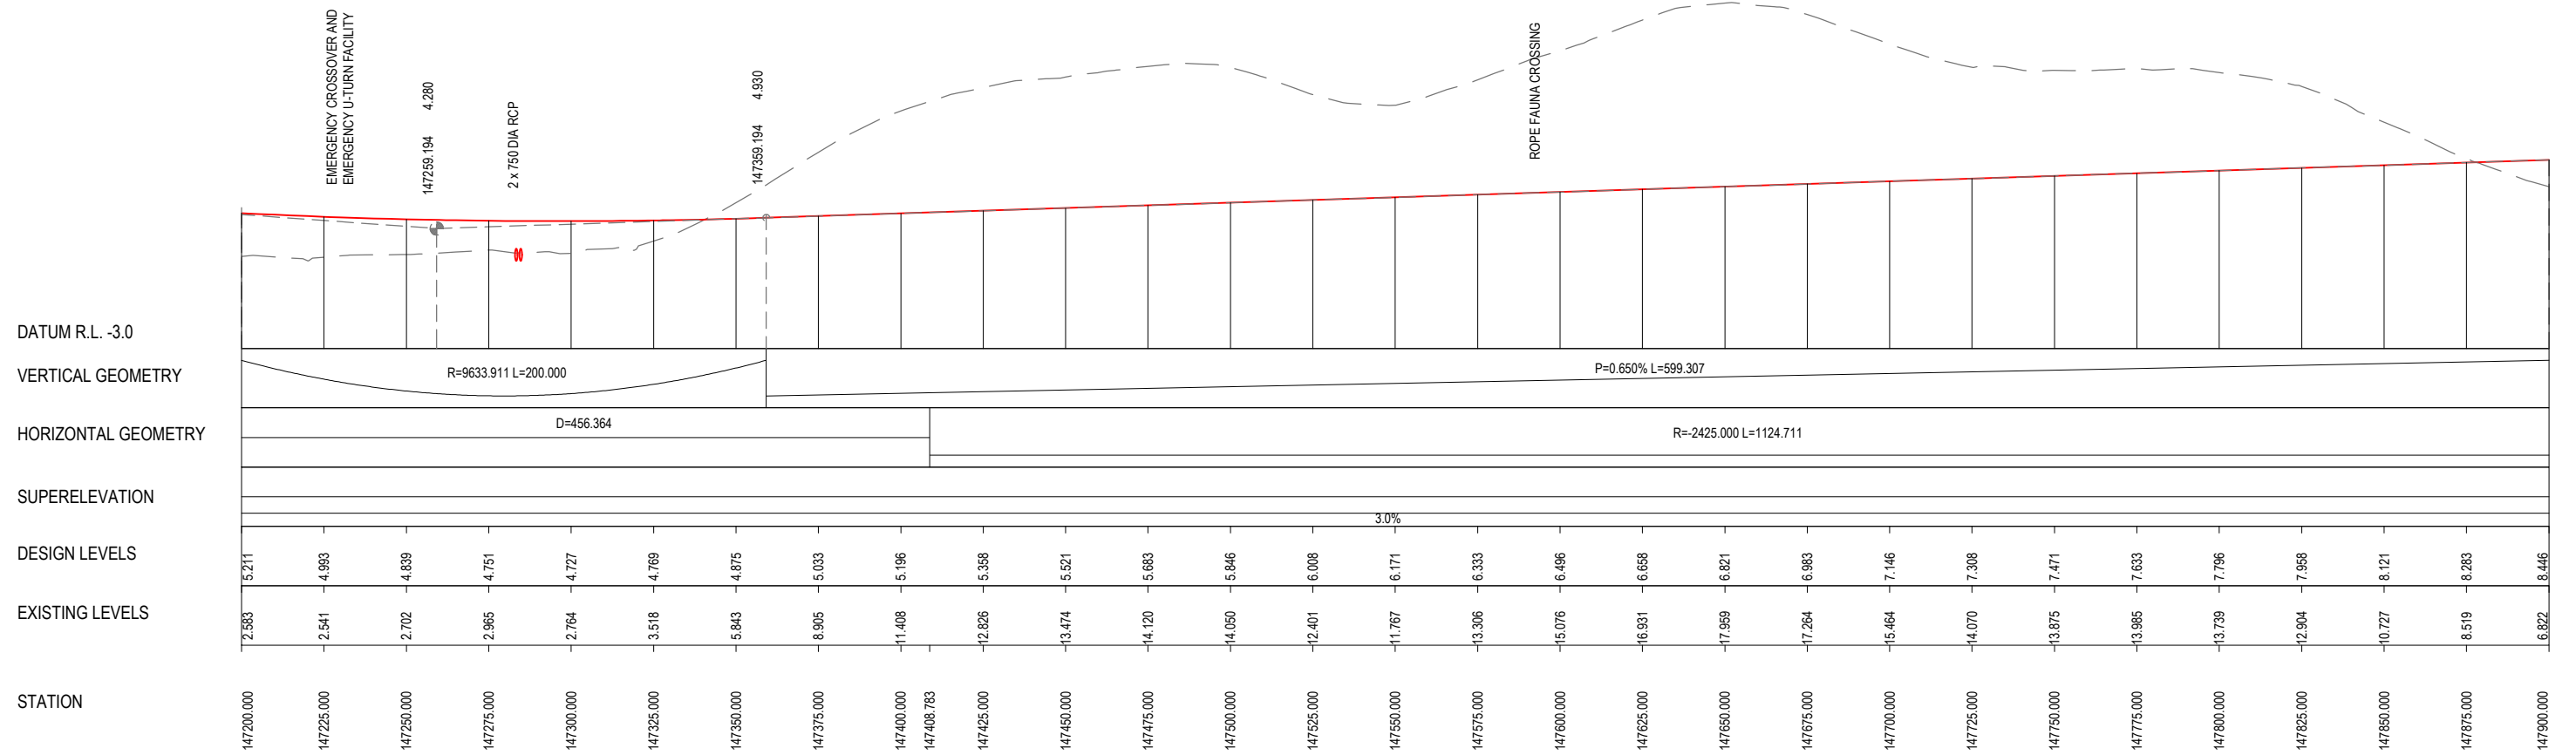 EMERGENCY CROSSOVER AND
EMERGENCY U-TURN FACILITY
147259.194 4.280
2 x 750 DIA RCP
147359.194 4.930
ROPE FAUNA CROSSING
DATUM R.L. -3.0
VERTICAL GEOMETRY
R=9633.911 L=200.000
P=0.650% L=599.307
HORIZONTAL GEOMETRY
D=456.364
R=-2425.000 L=1124.711
SUPERELEVATION
3.0%
DESIGN LEVELS
5.211 4.993 4.839 4.751 4.727 4.769 4.875 5.033 5.196 5.358 5.521 5.683 5.846 6.008 6.171 6.333 6.496 6.658 6.821 6.983 7.146 7.308 7.471 7.633 7.796 7.958 8.121 8.283 8.446
EXISTING LEVELS
2.583 2.541 2.702 2.965 2.764 3.518 5.843 8.905 11.408 12.826 13.474 14.120 14.050 12.401 11.767 13.306 15.076 16.931 17.959 17.264 15.464 14.070 13.875 13.985 13.739 12.904 10.727 8.519 6.822
STATION
147200.000 147225.000 147250.000 147275.000 147300.000 147325.000 147350.000 147375.000 147400.000 147408.783 147425.000 147450.000 147475.000 147500.000 147525.000 147550.000 147575.000 147600.000 147625.000 147650.000 147675.000 147700.000 147725.000 147750.000 147775.000 147800.000 147825.000 147850.000 147875.000 147900.000